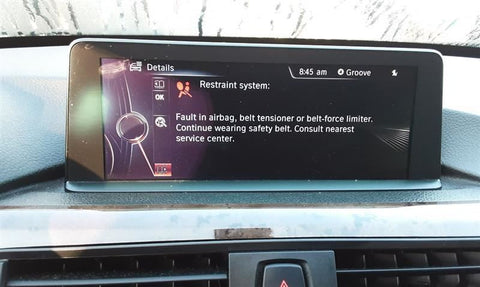 Details
8:45 am Groove
Restraint system:
OK
Fault in airbag, belt tensioner or belt-force limiter.
Continue wearing safety belt. Consult nearest
service center.